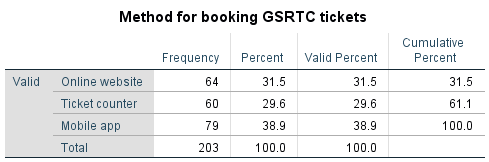 Method for booking GSRTC tickets
Frequency Percent Valid Percent Cumulative Percent
Valid Online website 64 31.5 31.5 31.5
Ticket counter 60 29.6 29.6 61.1
Mobile app 79 38.9 38.9 100.0
Total 203 100.0 100.0